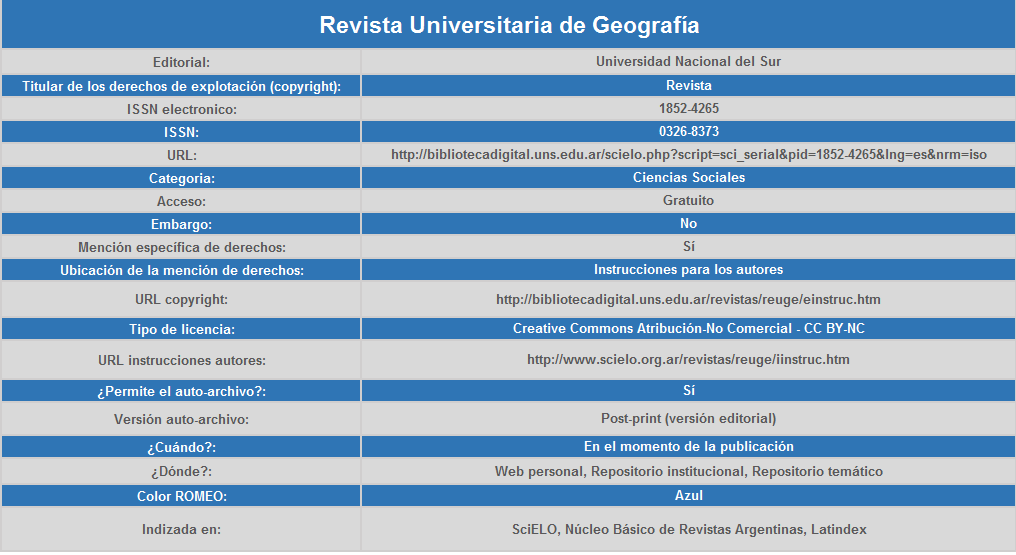 Revista Universitaria de Geografía
Editorial: Universidad Nacional del Sur
Titular de los derechos de explotación (copyright): Revista
ISSN electronico: 1852-4265
ISSN: 0326-8373
URL: http://bibliotecadigital.uns.edu.ar/scielo.php?script=sci_serial&pid=1852-4265&lng=es&nrm=iso
Categoria: Ciencias Sociales
Acceso: Gratuito
Embargo: No
Mención específica de derechos: Sí
Ubicación de la mención de derechos: Instrucciones para los autores
URL copyright: http://bibliotecadigital.uns.edu.ar/revistas/reuge/einstruc.htm
Tipo de licencia: Creative Commons Atribución-No Comercial - CC BY-NC
URL instrucciones autores: http://www.scielo.org.ar/revistas/reuge/iinstruc.htm
¿Permite el auto-archivo?: Sí
Versión auto-archivo: Post-print (versión editorial)
¿Cuándo?: En el momento de la publicación
¿Dónde?: Web personal, Repositorio institucional, Repositorio temático
Color ROMEO: Azul
Indizada en: SciELO, Núcleo Básico de Revistas Argentinas, Latindex